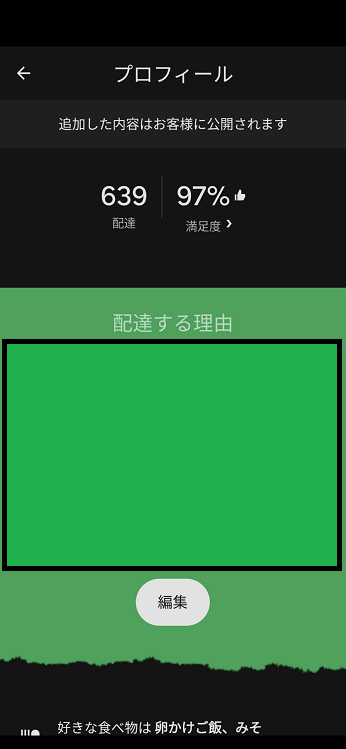 プロフィール
追加した内容はお客様に公開されます
639
97%
配達
満足度
配達する理由
編集
好きな食べ物は 卵かけご飯、みそ